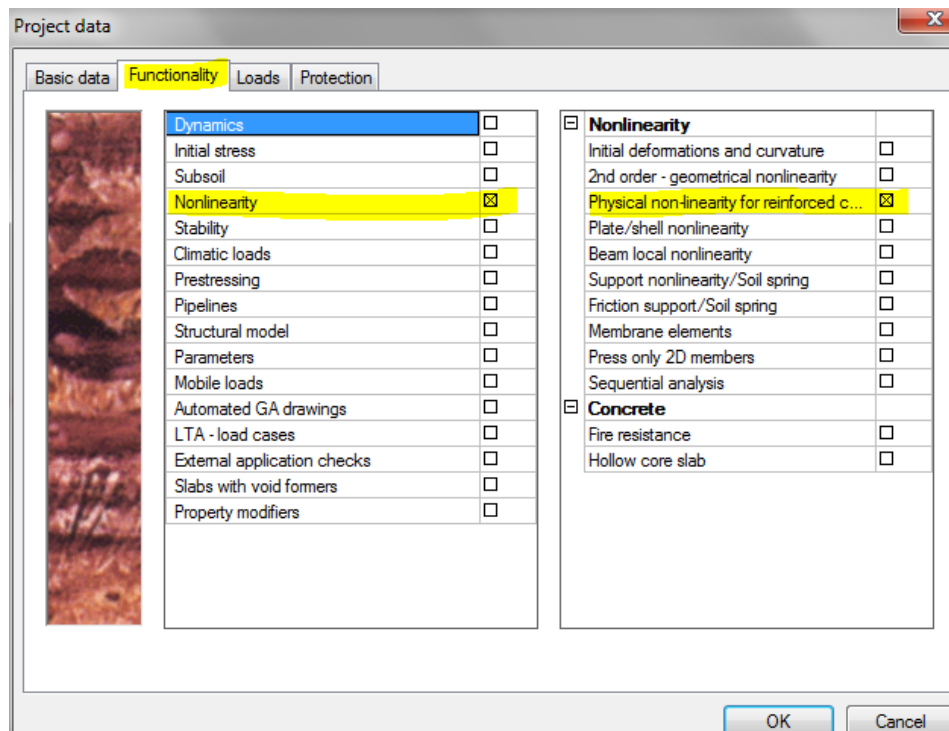 Project data
Basic data Functionality Loads Protection
Dynamics
Initial stress
Subsoil
Nonlinearity
Stability
Climatic loads
Prestressing
Pipelines
Structural model
Parameters
Mobile loads
Automated GA drawings
LTA - load cases
External application checks
Slabs with void formers
Property modifiers
Nonlinearity
Initial deformations and curvature
2nd order - geometrical nonlinearity
Physical non-linearity for reinforced c...
Plate/shell nonlinearity
Beam local nonlinearity
Support nonlinearity/Soil spring
Friction support/Soil spring
Membrane elements
Press only 2D members
Sequential analysis
Concrete
Fire resistance
Hollow core slab
OK Cancel